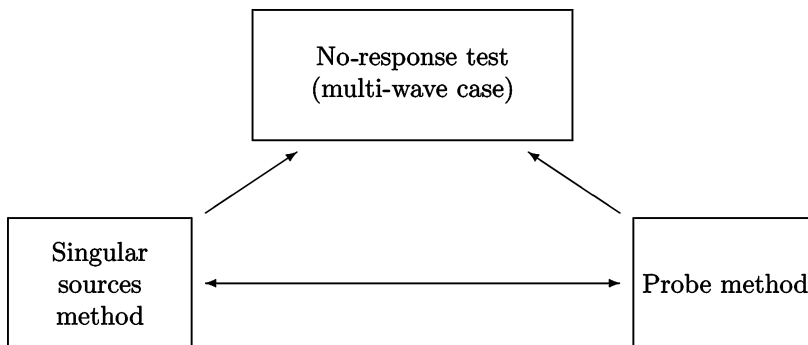 No-response test
(multi-wave case)
Singular
sources
method
Probe method